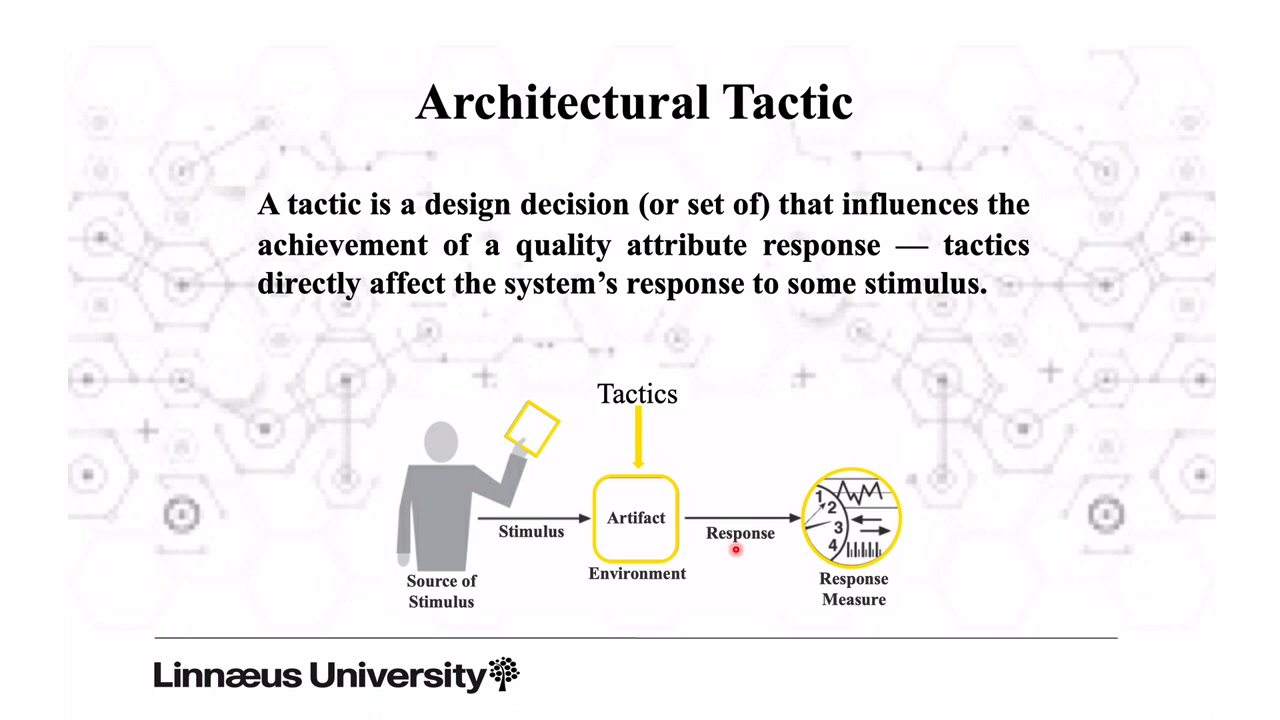 Architectural Tactic
A tactic is a design decision (or set of) that influences the
achievement of a quality attribute response — tactics
directly affect the system’s response to some stimulus.
Tactics
Stimulus
Artifact
Response
Environment
Source of
Stimulus
1
2
3
4
Response
Measure
Linnæus University